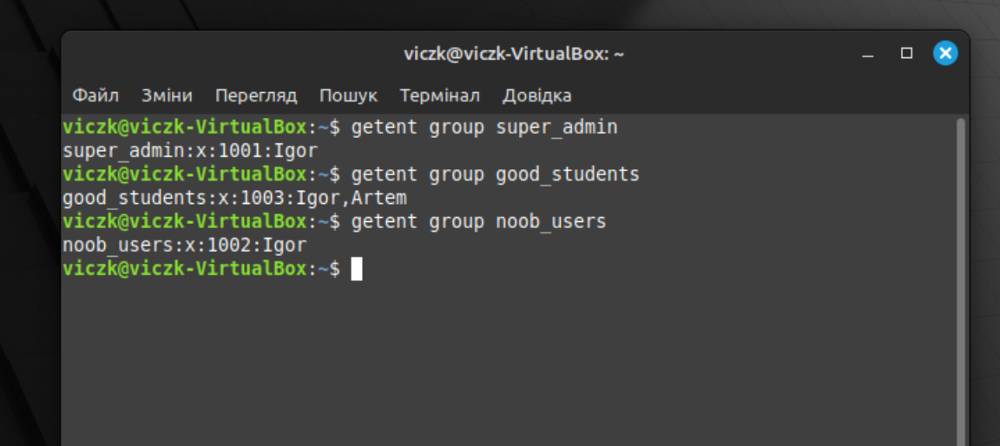 viczk@viczk-VirtualBox: ~
Файл Зміни Перегляд Пошук Термінал Довідка
viczk@viczk-VirtualBox:~$ getent group super_admin
super_admin:x:1001:Igor
viczk@viczk-VirtualBox:~$ getent group good_students
good_students:x:1003:Igor,Artem
viczk@viczk-VirtualBox:~$ getent group noob_users
noob_users:x:1002:Igor
viczk@viczk-VirtualBox:~$